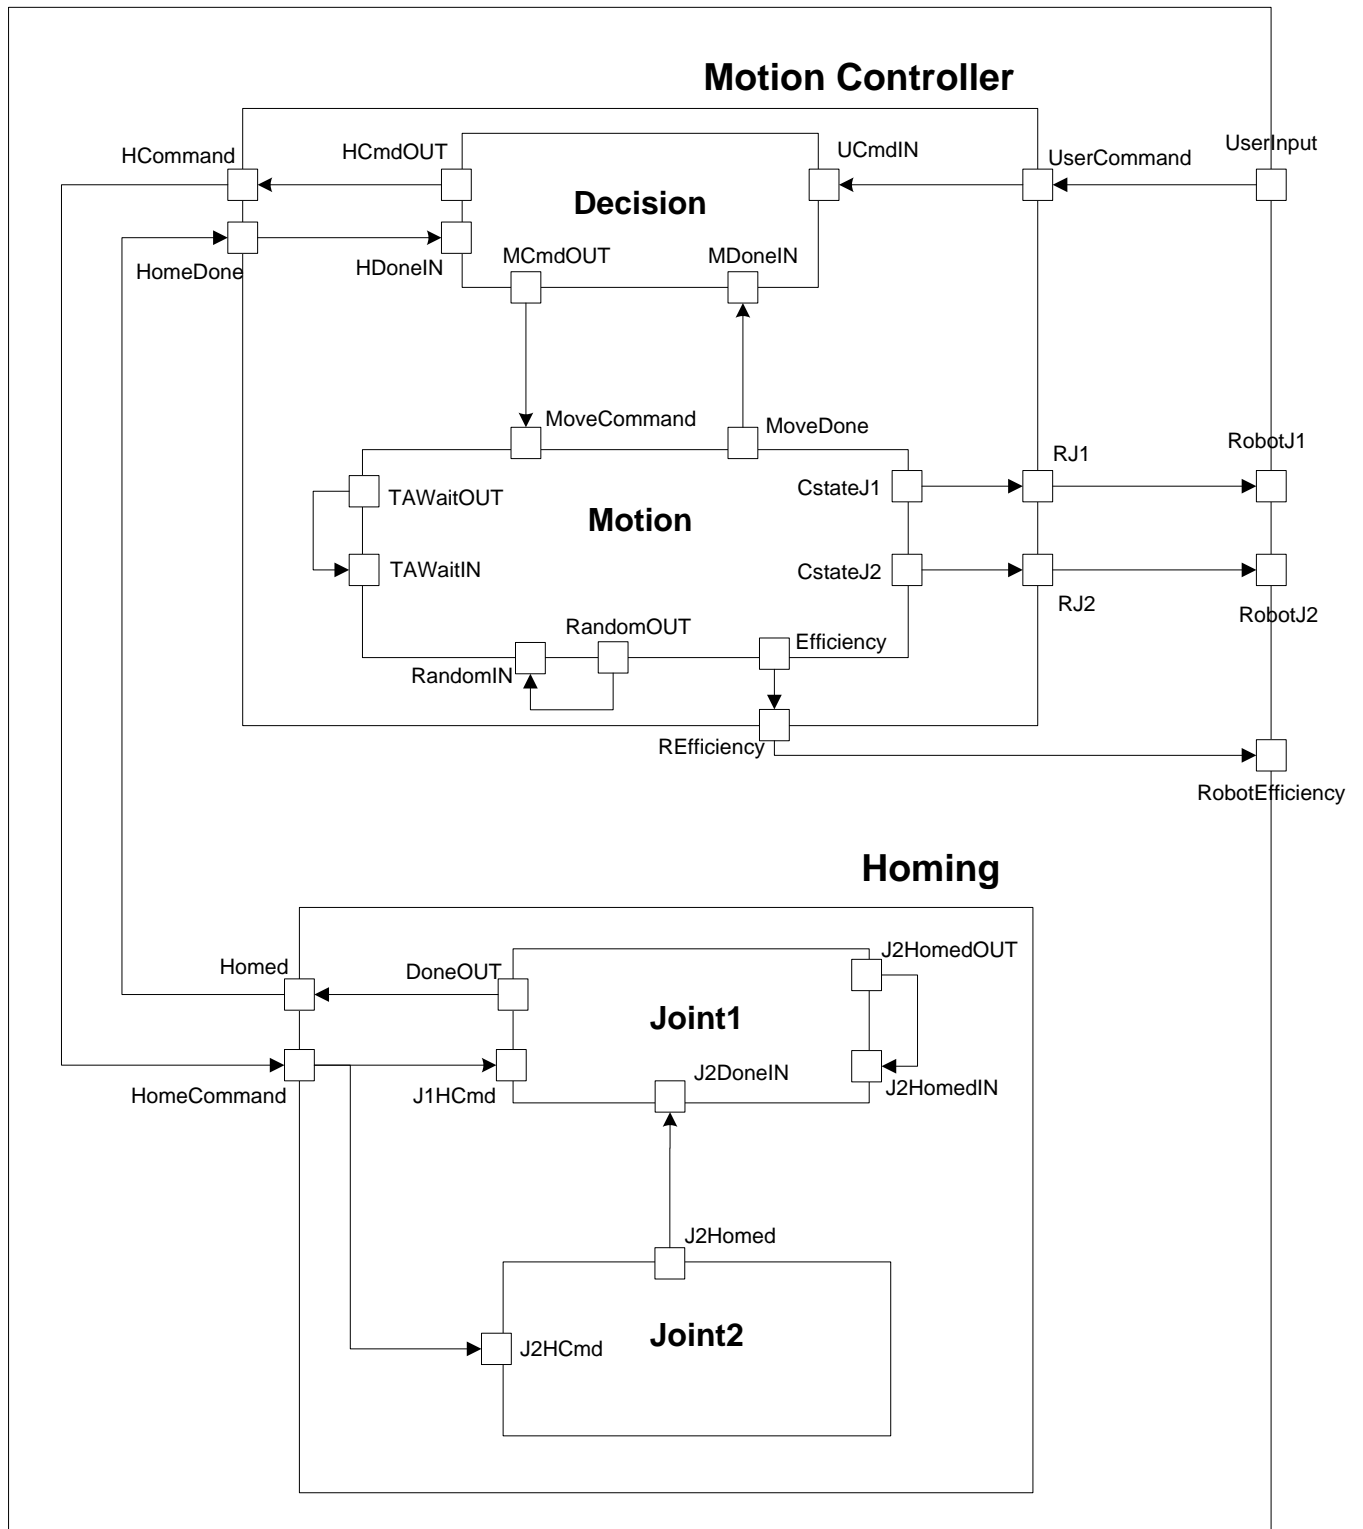 Motion Controller
HCommand
HCmdOUT
UCmdIN
UserCommand
UserInput
Decision
HomeDone
HDoneIN
MCmdOUT
MDoneIN
MoveCommand
MoveDone
RJ1
RobotJ1
TAWaitOUT
CstateJ1
Motion
TAWaitIN
CstateJ2
RJ2
RobotJ2
RandomOUT
Efficiency
RandomIN
REfficiency
RobotEfficiency
Homing
Homed
DoneOUT
J2HomedOUT
Joint1
HomeCommand
J1HCmd
J2DoneIN
J2HomedIN
J2Homed
Joint2
J2HCmd